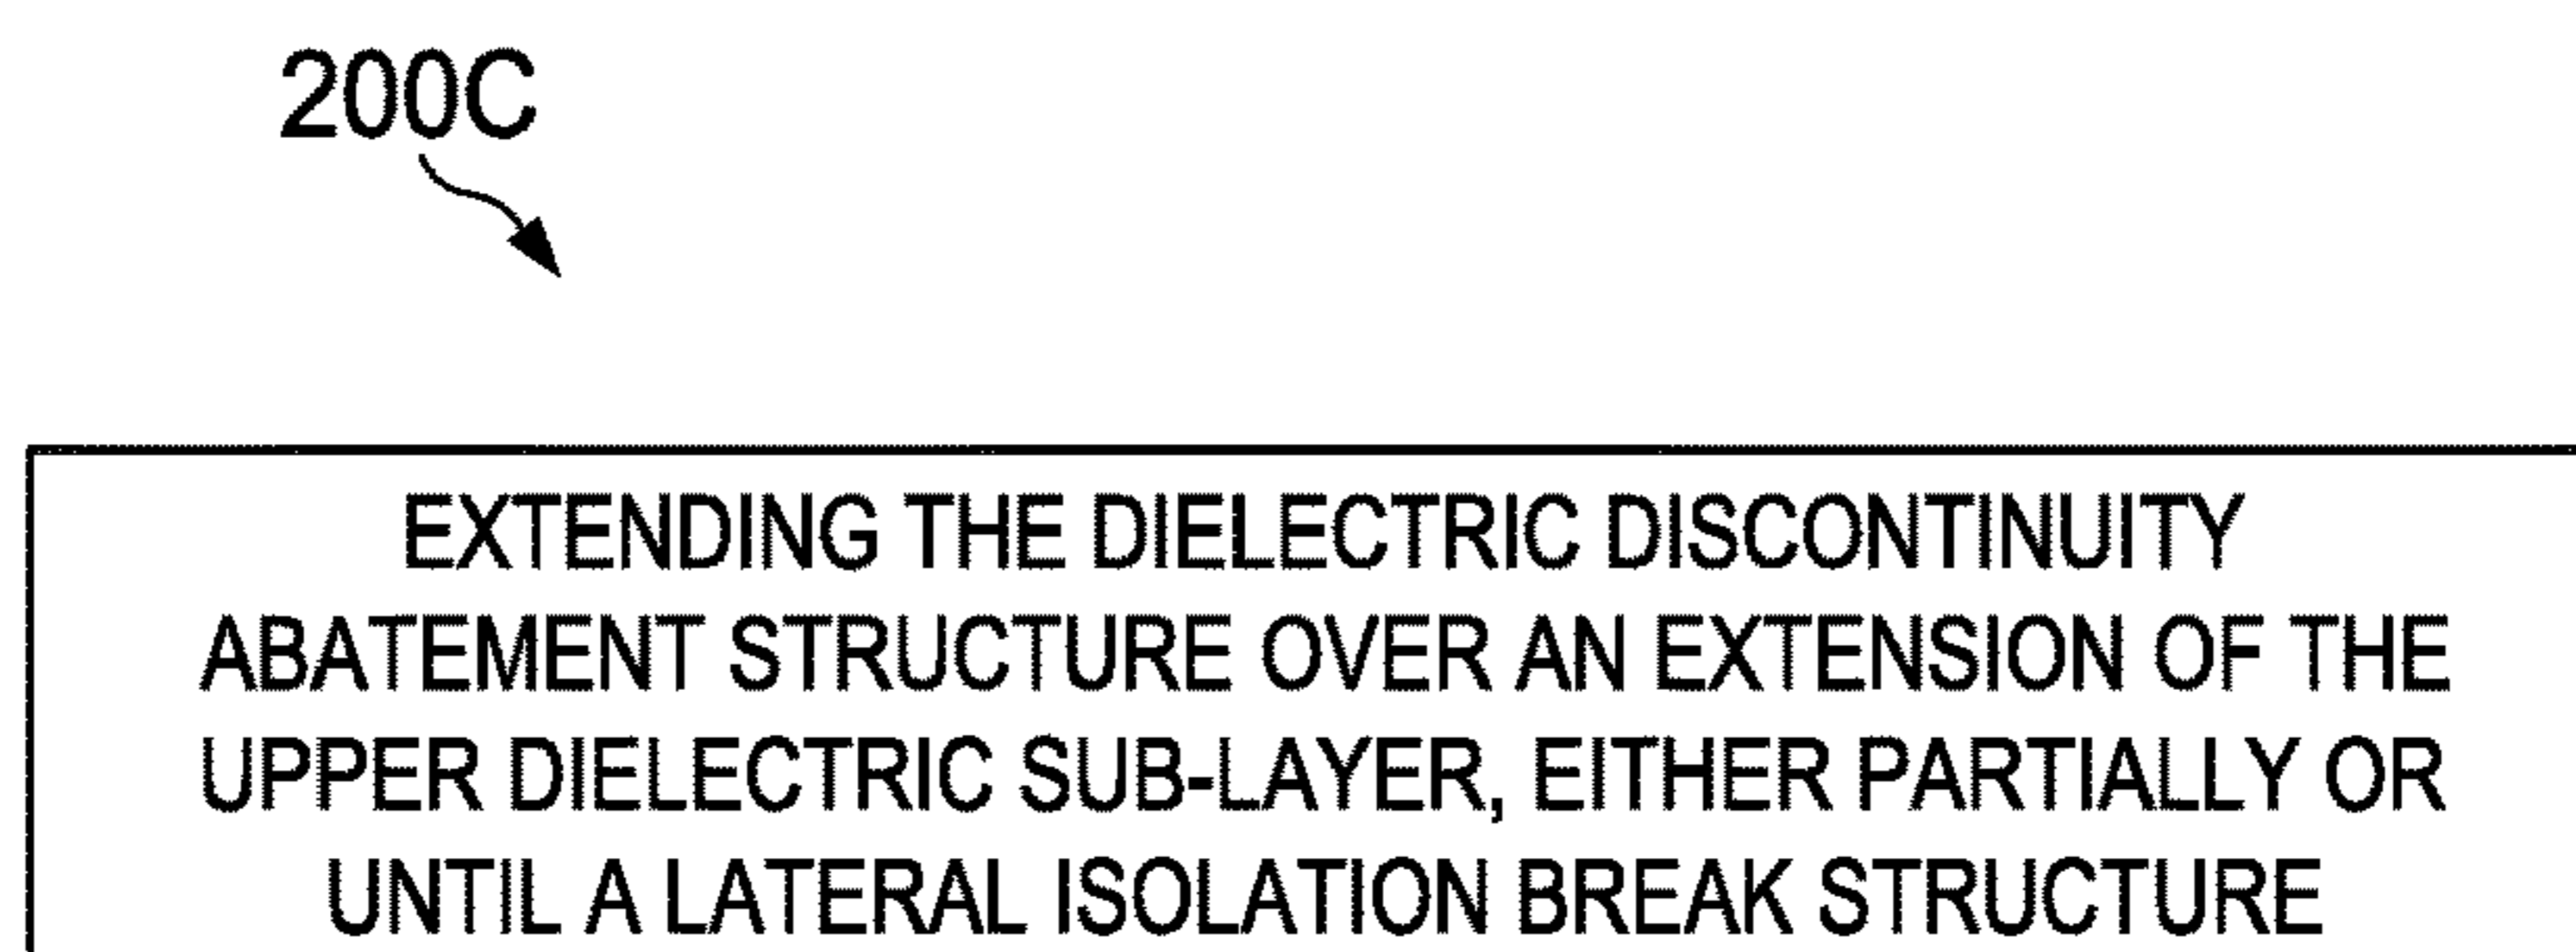 200C
EXTENDING THE DIELECTRIC DISCONTINUITY
ABATEMENT STRUCTURE OVER AN EXTENSION OF THE
UPPER DIELECTRIC SUB-LAYER, EITHER PARTIALLY OR
UNTIL A LATERAL ISOLATION BREAK STRUCTURE